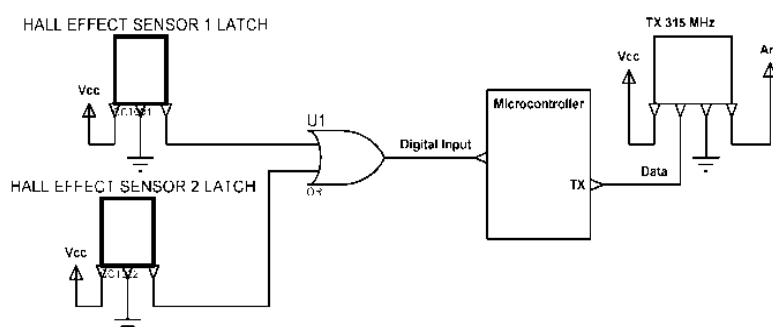 HALL EFFECT SENSOR 1 LATCH
TX 315 MHz
Vcc
Vcc
An
U1
Microcontroller
Digital Input
OR
HALL EFFECT SENSOR 2 LATCH
TX
Data
Vcc